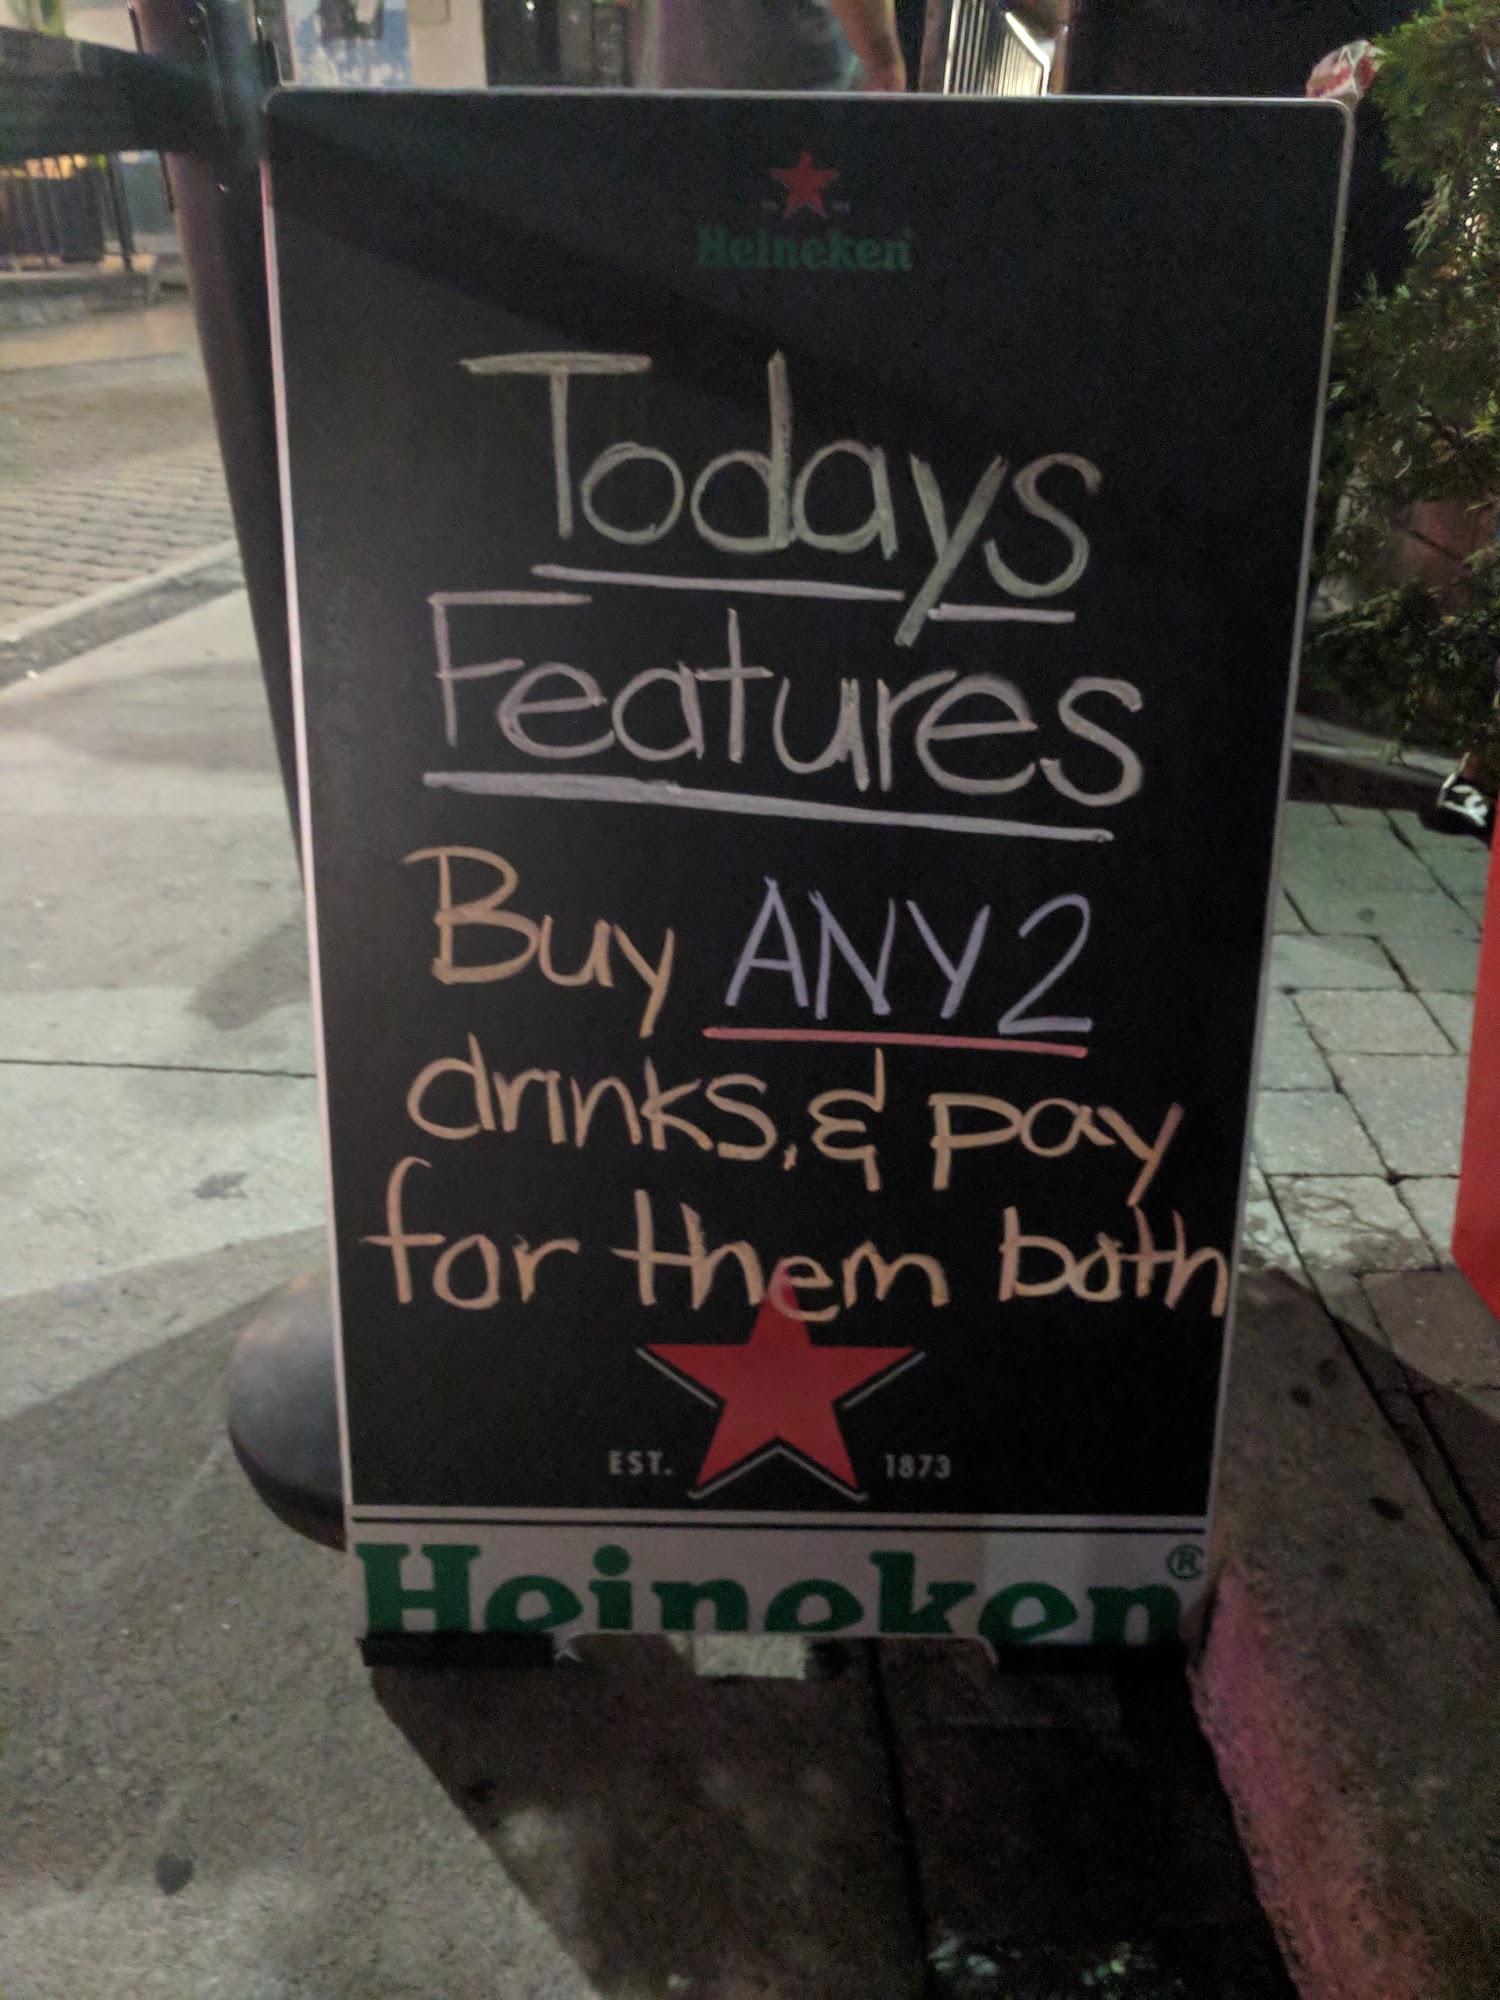 Heineken
Todays
Features
Buy ANY 2
drinks, & pay
for them both
EST. 1873
Heineken®